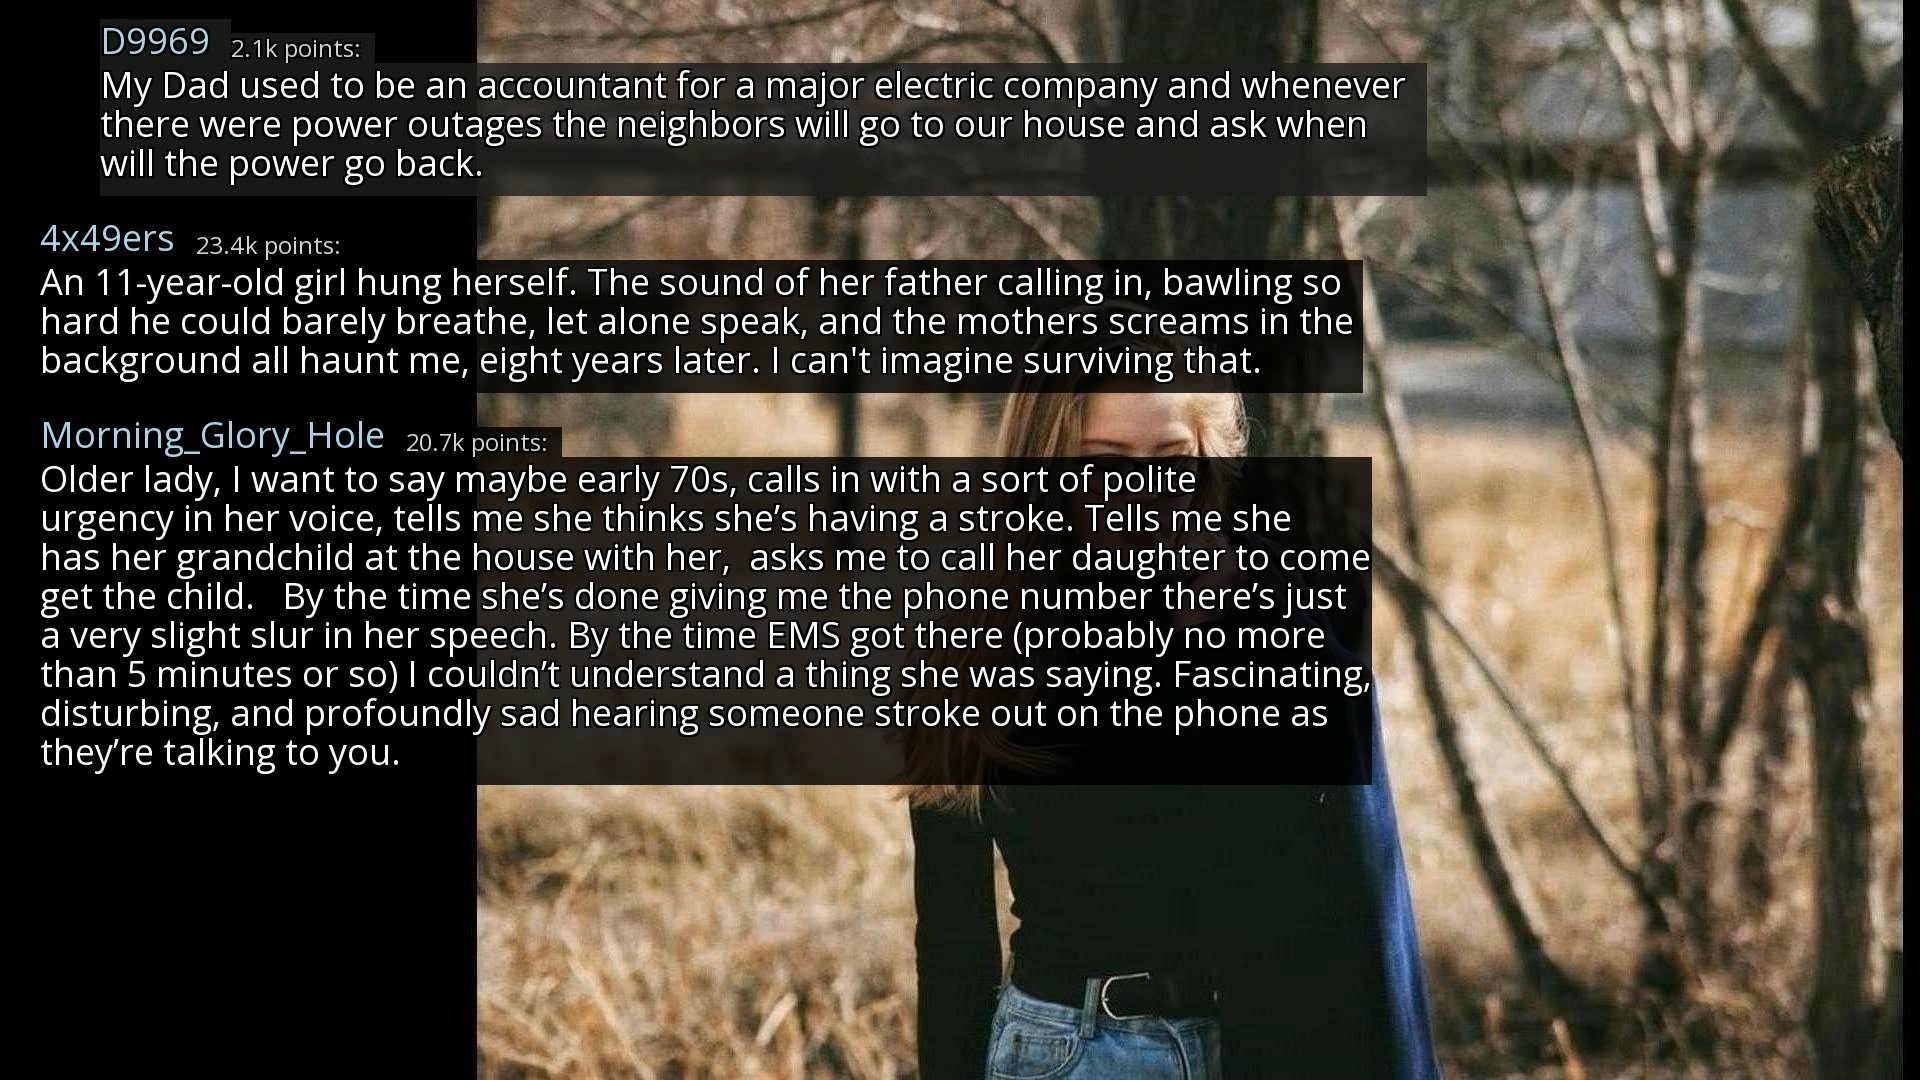 D9969 2.1k points:
My Dad used to be an accountant for a major electric company and whenever
there were power outages the neighbors will go to our house and ask when
will the power go back.
4x49ers 23.4k points:
An 11-year-old girl hung herself. The sound of her father calling in, bawling so
hard he could barely breathe, let alone speak, and the mothers screams in the
background all haunt me, eight years later. I can't imagine surviving that.
Morning_Glory_Hole 20.7k points:
Older lady, I want to say maybe early 70s, calls in with a sort of polite
urgency in her voice, tells me she thinks she’s having a stroke. Tells me she
has her grandchild at the house with her,  asks me to call her daughter to come
get the child.   By the time she’s done giving me the phone number there’s just
a very slight slur in her speech. By the time EMS got there (probably no more
than 5 minutes or so) I couldn’t understand a thing she was saying. Fascinating,
disturbing, and profoundly sad hearing someone stroke out on the phone as
they’re talking to you.